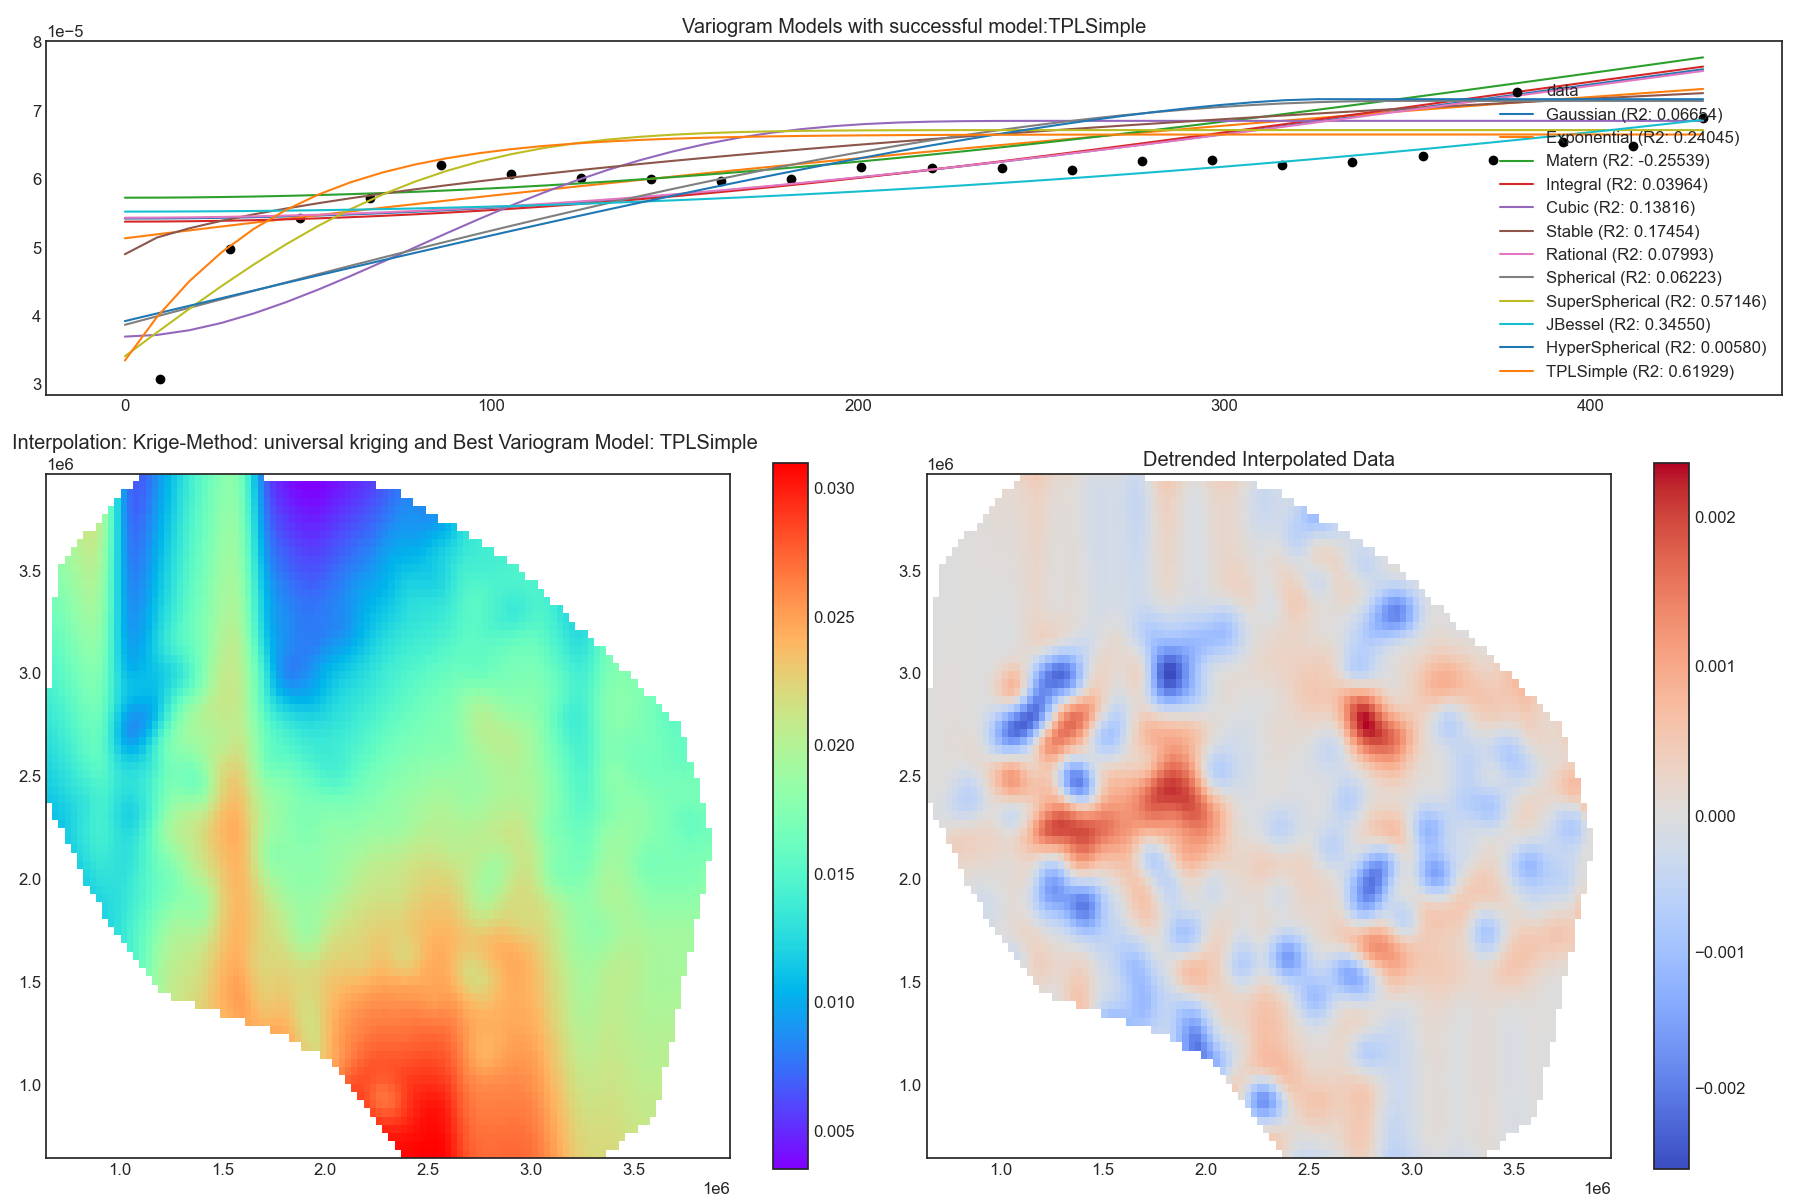 Variogram Models with successful model:TPLSimple
1e−5
8
7
6
5
4
3
0 100 200 300 400
data
Gaussian (R2: 0.06654)
Exponential (R2: 0.24045)
Matern (R2: -0.25539)
Integral (R2: 0.03964)
Cubic (R2: 0.13816)
Stable (R2: 0.17454)
Rational (R2: 0.07993)
Spherical (R2: 0.06223)
SuperSpherical (R2: 0.57146)
JBessel (R2: 0.34550)
HyperSpherical (R2: 0.00580)
TPLSimple (R2: 0.61929)
Interpolation: Krige-Method: universal kriging and Best Variogram Model: TPLSimple
1e6
3.5
3.0
2.5
2.0
1.5
1.0
1.0 1.5 2.0 2.5 3.0 3.5
1e6
0.030
0.025
0.020
0.015
0.010
0.005
Detrended Interpolated Data
1e6
3.5
3.0
2.5
2.0
1.5
1.0
1.0 1.5 2.0 2.5 3.0 3.5
1e6
0.002
0.001
0.000
−0.001
−0.002